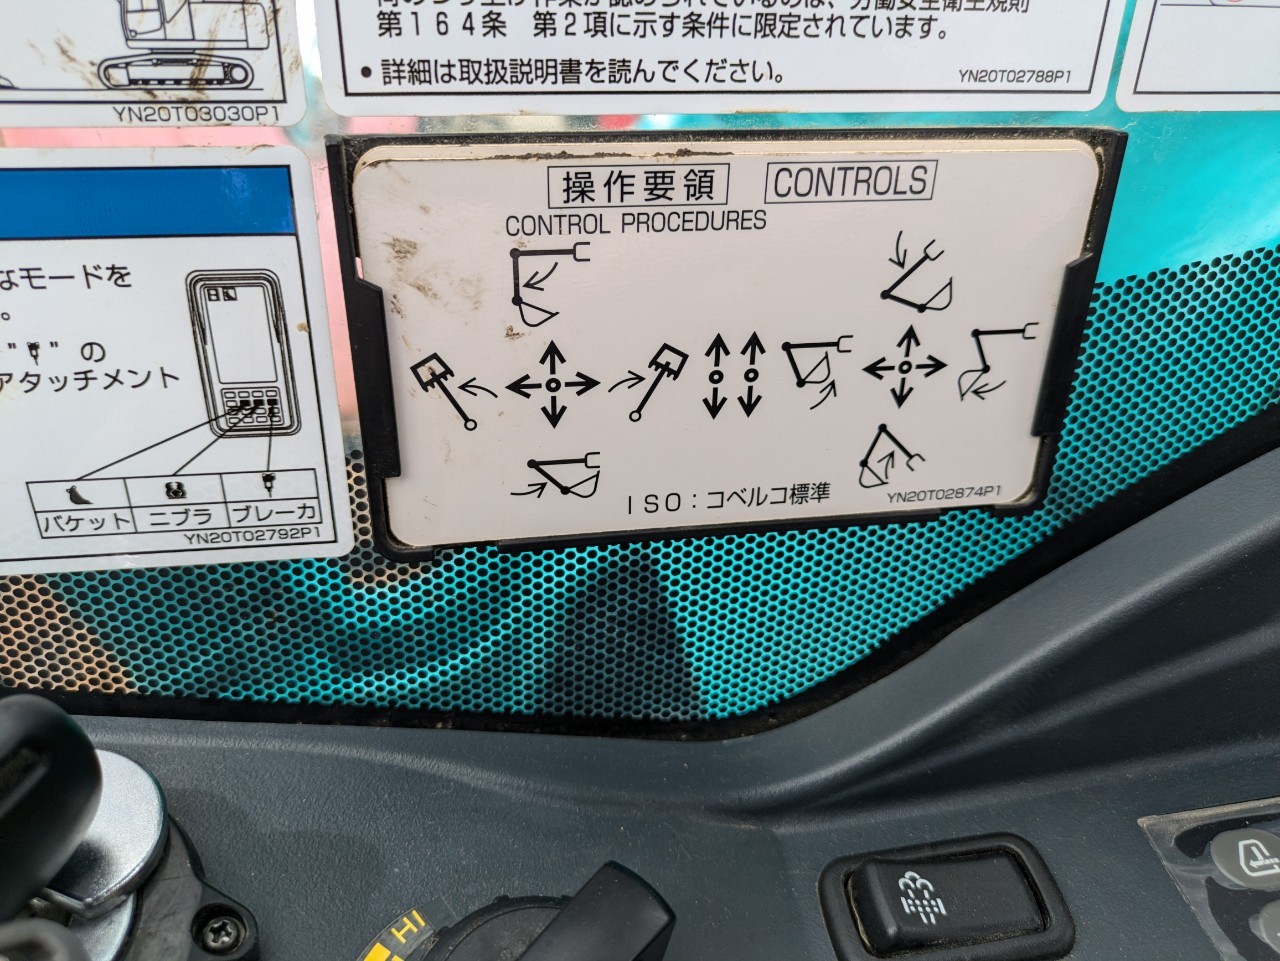 第164条　第2項に示す条件に限定されています。
• 詳細は取扱説明書を読んでください。
YN20T02788P1
YN20T03030P1
操作要領
CONTROLS
CONTROL PROCEDURES
ISO：コベルコ標準
YN20T02874P1
なモードを
。
" " の
アタッチメント
バケット
ニブラ
ブレーカ
YN20T02792P1
HI